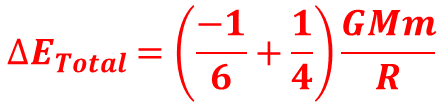 ΔE_Total = (-1/6 + 1/4) GMm/R